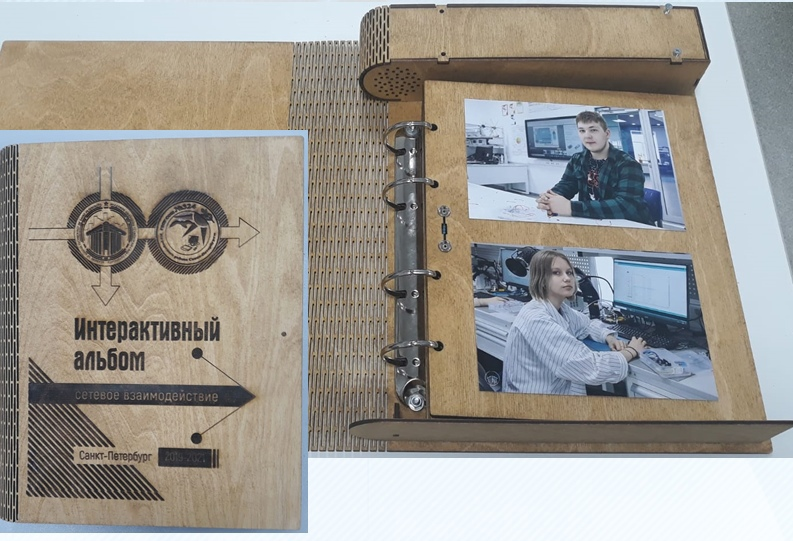 Интерактивный
альбом
сетевое взаимодействие
Санкт-Петербург